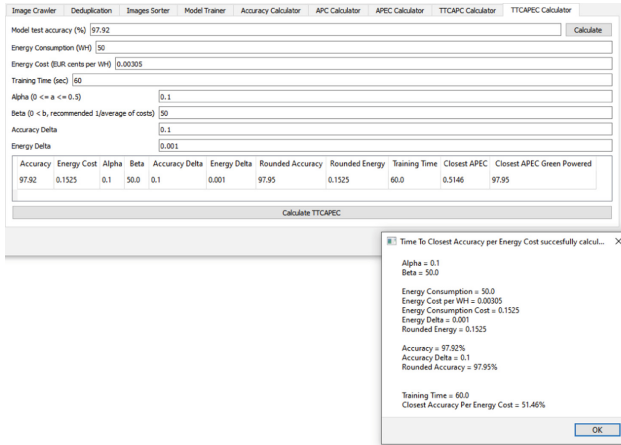 Image Crawler Deduplication Images Sorter Model Trainer Accuracy Calculator APC Calculator APEC Calculator TTCAPC Calculator TTCAPEC Calculator
Model test accuracy (%) 97.92 Calculate
Energy Consumption (WH) 50
Energy Cost (EUR cents per WH) 0.00305
Training Time (sec) 60
Alpha (0 <= a <= 0.5) 0.1
Beta (0 < b, recommended 1/average of costs) 50
Accuracy Delta 0.1
Energy Delta 0.001
Accuracy Energy Cost Alpha Beta Accuracy Delta Energy Delta Rounded Accuracy Rounded Energy Training Time Closest APEC Closest APEC Green Powered
97.92 0.1525 0.1 50.0 0.1 0.001 97.95 0.1525 60.0 0.5146 97.95
Calculate TTCAPEC
Time To Closest Accuracy per Energy Cost succesfully calcul...
Alpha = 0.1
Beta = 50.0
Energy Consumption = 50.0
Energy Cost per WH = 0.00305
Energy Consumption Cost = 0.1525
Energy Delta = 0.001
Rounded Energy = 0.1525
Accuracy = 97.92%
Accuracy Delta = 0.1
Rounded Accuracy = 97.95%
Training Time = 60.0
Closest Accuracy Per Energy Cost = 51.46%
OK